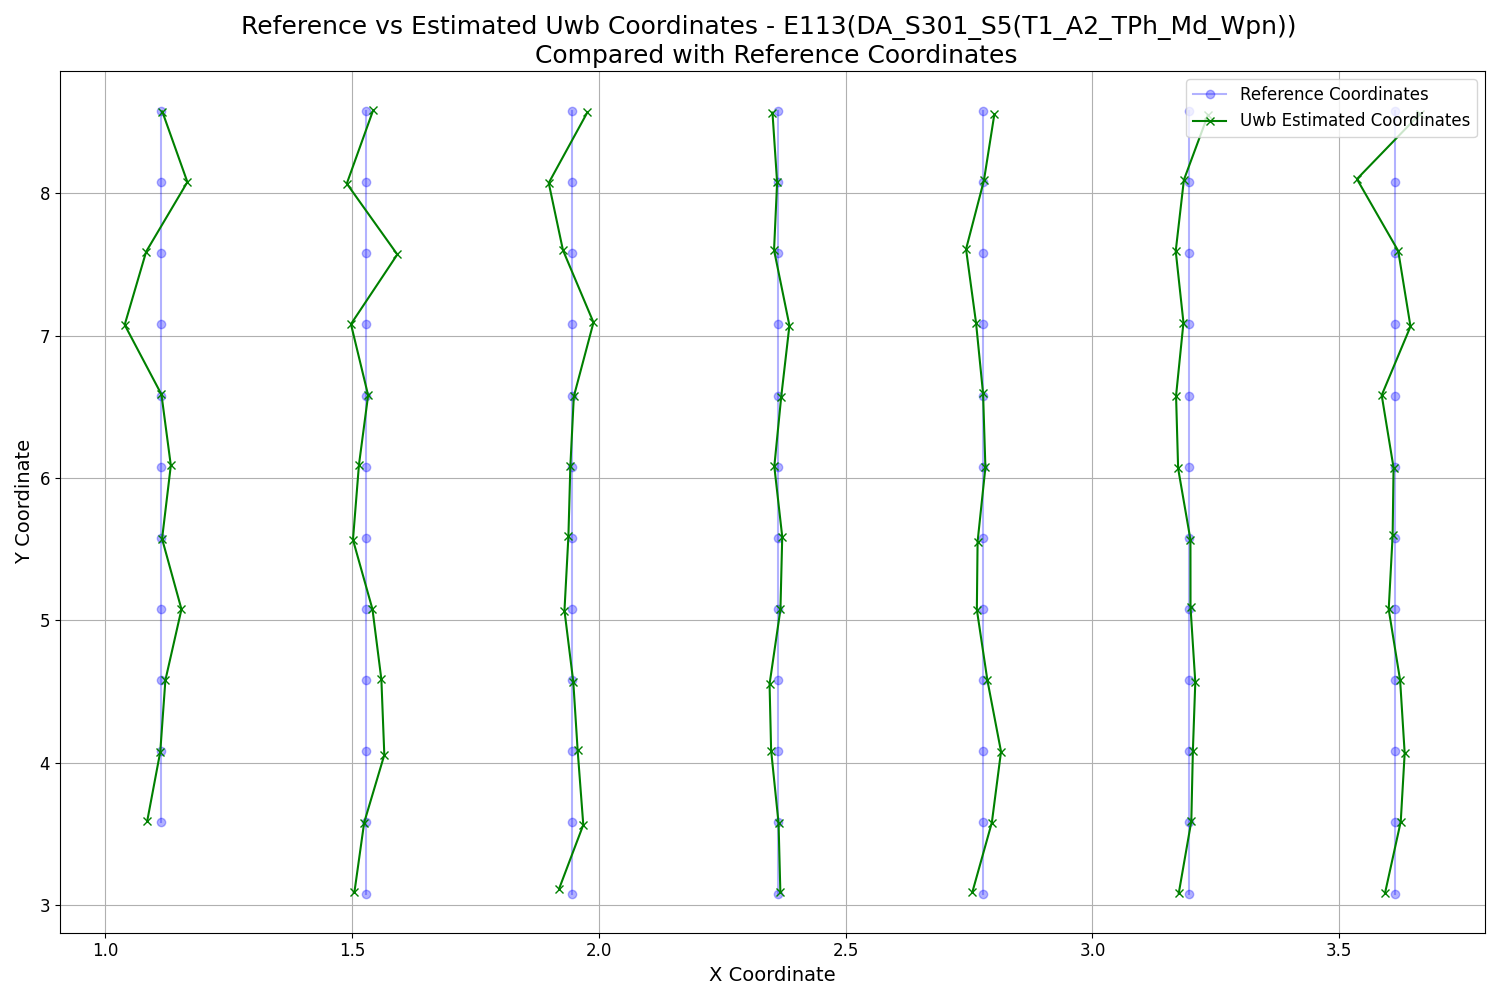 Reference vs Estimated Uwb Coordinates - E113(DA_S301_S5(T1_A2_TPh_Md_Wpn))
Compared with Reference Coordinates
Reference Coordinates
Uwb Estimated Coordinates
Y Coordinate
8
7
6
5
4
3
1.0
1.5
2.0
2.5
3.0
3.5
X Coordinate